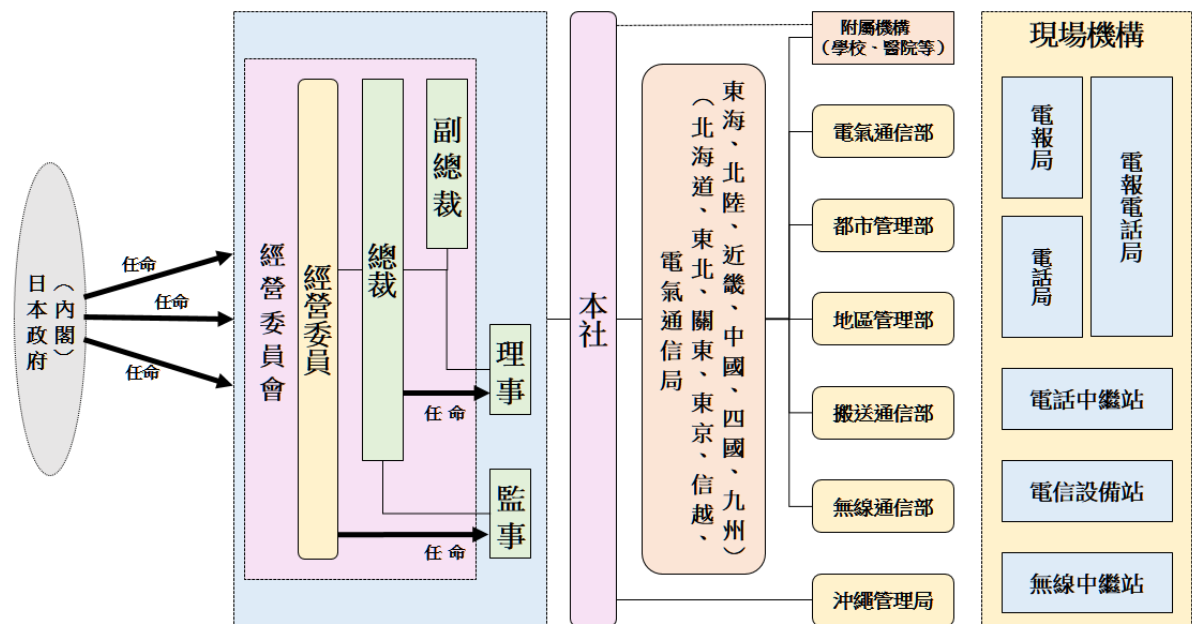 日本政府
（內閣）
任命
任命
任命
經營委員會
經營委員
總裁
副總裁
理事
任命
監事
任命
本社
電氣通信局
（北海道、東北、關東、東京、信越、
東海、北陸、近畿、中國、四國、九州）
附屬機構
（學校、醫院等）
電氣通信部
都市管理部
地區管理部
搬送通信部
無線通信部
沖繩管理局
現場機構
電報局
電話局
電報電話局
電話中繼站
電信設備站
無線中繼站